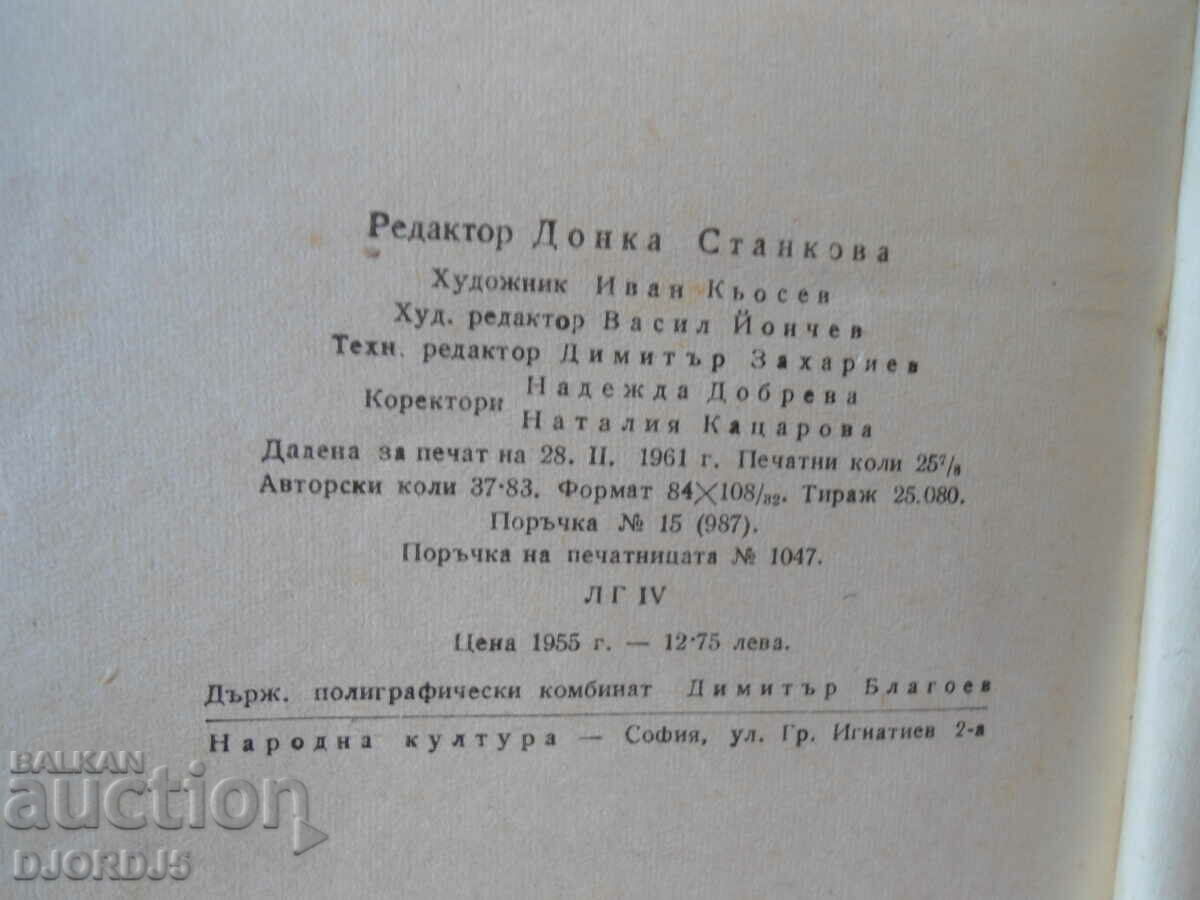 Редактор Донка Станкова
Художник Иван Кьосев
Худ. редактор Васил Йончев
Техн. редактор Димитър Захариев
Коректори Надежда Добрева
Наталия Кацарова
Дадена за печат на 28. II. 1961 г. Печатни коли 25⁷/₈
Авторски коли 37·83. Формат 84×108/₃₂. Тираж 25.080.
Поръчка № 15 (987).
Поръчка на печатницата № 1047.
ЛГ IV
Цена 1955 г. — 12·75 лева.
Държ. полиграфически комбинат Димитър Благоев
Народна култура — София, ул. Гр. Игнатиев 2-а
BALKAN
auction
DJORDJ5